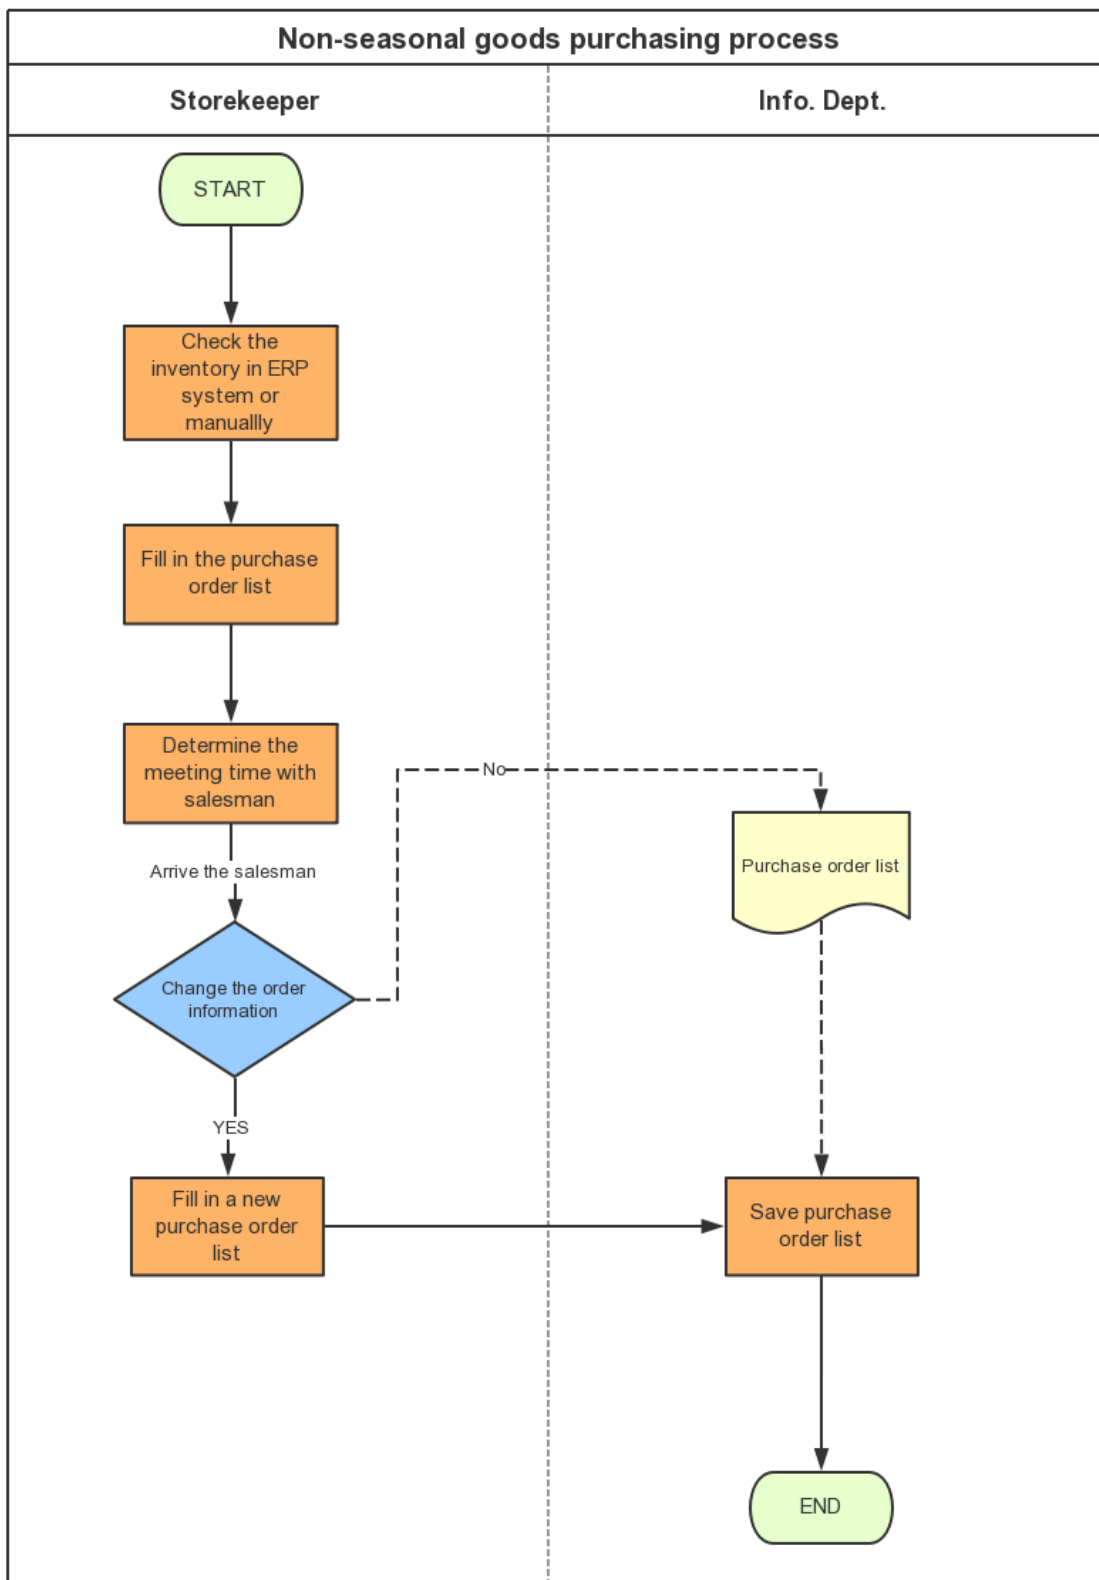 Non-seasonal goods purchasing process
Storekeeper
Info. Dept.
START
Check the
inventory in ERP
system or
manuallly
Fill in the purchase
order list
Determine the
meeting time with
salesman
No
Purchase order list
Arrive the salesman
Change the order
information
YES
Fill in a new
purchase order
list
Save purchase
order list
END